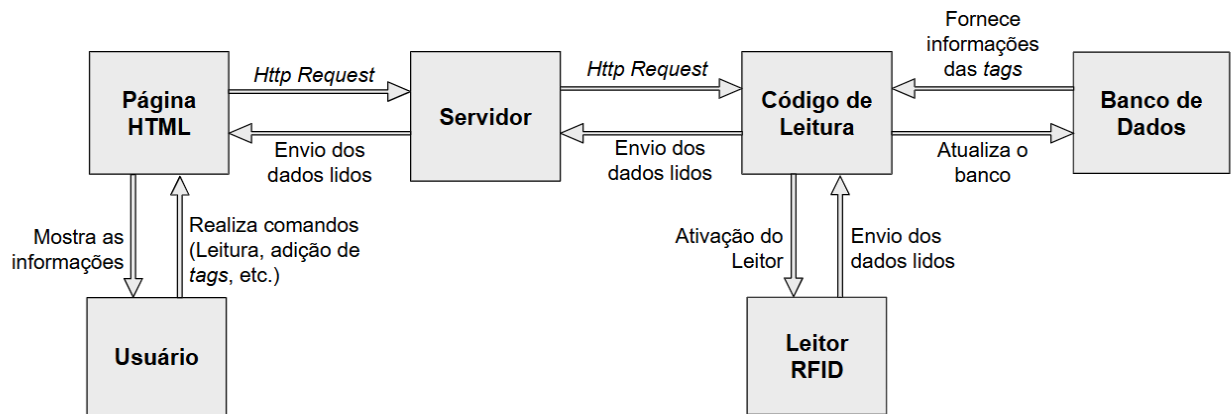 Fornece
informações
das tags
Http Request
Http Request
Página
HTML
Servidor
Código de
Leitura
Banco de
Dados
Envio dos
dados lidos
Envio dos
dados lidos
Atualiza o
banco
Mostra as
informações
Realiza comandos
(Leitura, adição de
tags, etc.)
Ativação do
Leitor
Envio dos
dados lidos
Usuário
Leitor
RFID